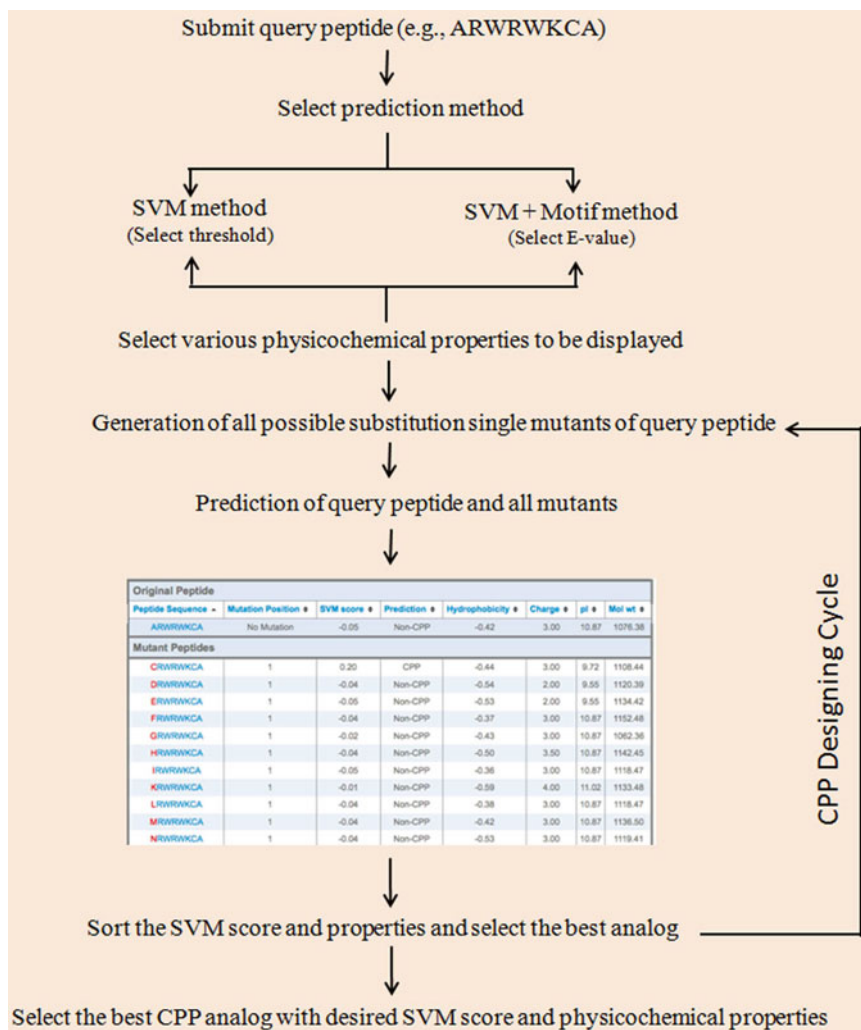 Submit query peptide (e.g., ARWRWKCA)
Select prediction method
SVM method
(Select threshold)
SVM + Motif method
(Select E-value)
Select various physicochemical properties to be displayed
Generation of all possible substitution single mutants of query peptide
Prediction of query peptide and all mutants
Original Peptide
Peptide Sequence Mutation Position SVM score Prediction Hydrophobicity Charge pI Mol wt
ARWRWKCA No Mutation -0.05 Non-CPP -0.42 3.00 10.87 1076.38
Mutant Peptides
CRWRWKCA 1 0.20 CPP -0.44 3.00 9.72 1108.44
DRWRWKCA 1 -0.04 Non-CPP -0.54 2.00 9.55 1120.39
ERWRWKCA 1 -0.05 Non-CPP -0.53 2.00 9.55 1134.42
FRWRWKCA 1 -0.04 Non-CPP -0.37 3.00 10.87 1152.48
GRWRWKCA 1 -0.02 Non-CPP -0.43 3.00 10.87 1062.36
HRWRWKCA 1 -0.04 Non-CPP -0.50 3.50 10.87 1142.45
IRWRWKCA 1 -0.05 Non-CPP -0.36 3.00 10.87 1118.47
KRWRWKCA 1 -0.01 Non-CPP -0.59 4.00 11.02 1133.48
LRWRWKCA 1 -0.04 Non-CPP -0.38 3.00 10.87 1118.47
MRWRWKCA 1 -0.04 Non-CPP -0.42 3.00 10.87 1136.50
NRWRWKCA 1 -0.04 Non-CPP -0.53 3.00 10.87 1119.41
CPP Designing Cycle
Sort the SVM score and properties and select the best analog
Select the best CPP analog with desired SVM score and physicochemical properties